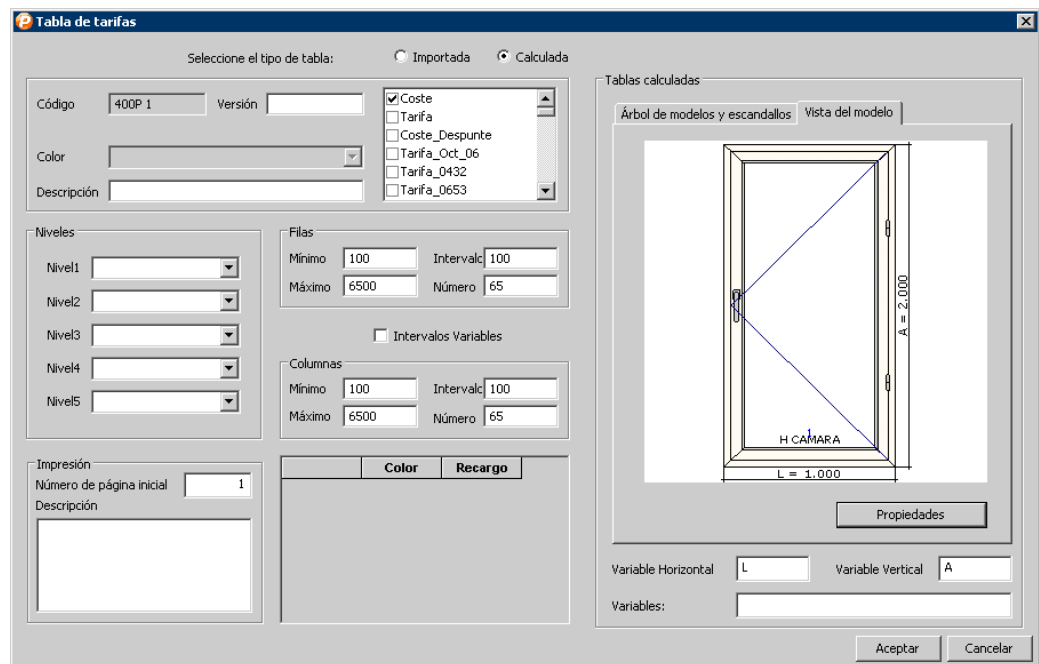 Tabla de tarifas
Seleccione el tipo de tabla:
Importada
Calculada
Código
400P 1
Versión
Color
Descripción
Coste
Tarifa
Coste_Despunte
Tarifa_Oct_06
Tarifa_0432
Tarifa_0653
Niveles
Nivel1
Nivel2
Nivel3
Nivel4
Nivel5
Filas
Mínimo 100 Intervalc 100
Máximo 6500 Número 65
Intervalos Variables
Columnas
Mínimo 100 Intervalc 100
Máximo 6500 Número 65
Impresión
Número de página inicial 1
Descripción
Color Recargo
Tablas calculadas
Árbol de modelos y escandallos
Vista del modelo
A = 2.000
1
H CAMARA
L = 1.000
Propiedades
Variable Horizontal L Variable Vertical A
Variables:
Aceptar
Cancelar